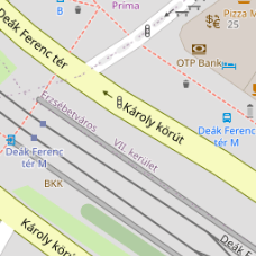 Prima
Pizza M
25
Deák Ferenc tér
OTP Bank
Károly körút
Erzsébetváros
VII. kerület
Deák Ferenc
M
Deák Ferenc
tér M
BKK
Károly körút
Deák F